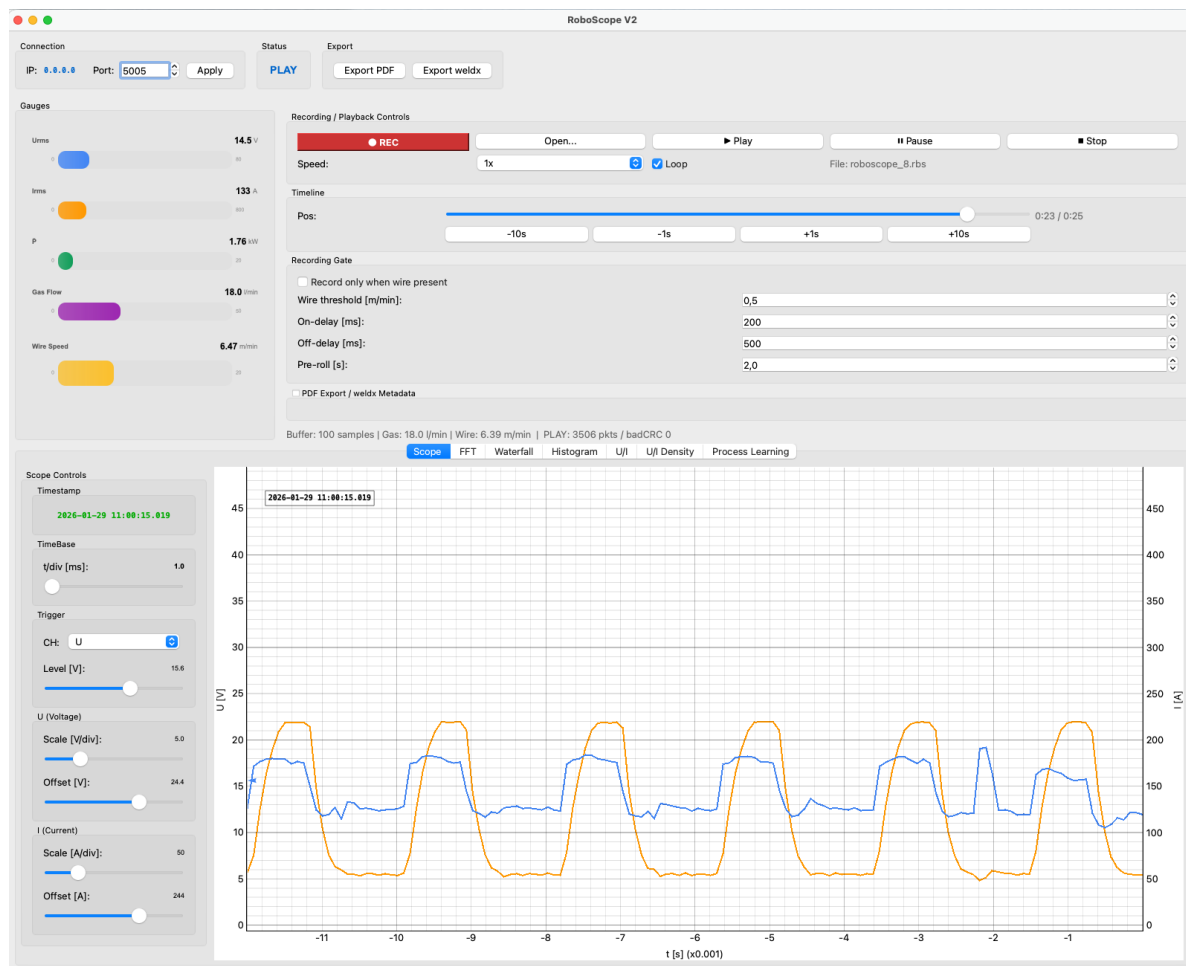 RoboScope V2
Connection
Status
Export
IP: 0.0.0.0 Port: 5005 Apply
PLAY
Export PDF Export weldx
Gauges
Urms 14.5 V
0
Irms 133 A
0 600
P 1.76 kW
0 25
Gas Flow 18.0 l/min
0
Wire Speed 6.47 m/min
0 25
Recording / Playback Controls
REC Open... Play Pause Stop
Speed: 1x Loop File: roboscope_8.rbs
Timeline
Pos: 0:23 / 0:25
-10s -1s +1s +10s
Recording Gate
Record only when wire present
Wire threshold [m/min]: 0,5
On-delay [ms]: 200
Off-delay [ms]: 500
Pre-roll [s]: 2,0
PDF Export / weldx Metadata
Buffer: 100 samples | Gas: 18.0 l/min | Wire: 6.39 m/min | PLAY: 3506 pkts / badCRC 0
Scope FFT Waterfall Histogram U/I U/I Density Process Learning
Scope Controls
Timestamp
2026-01-29 11:00:15.019
TimeBase
t/div [ms]: 1.0
Trigger
CH: U
Level [V]: 15.6
U (Voltage)
Scale [V/div]: 5.0
Offset [V]: 24.4
I (Current)
Scale [A/div]: 50
Offset [A]: 244
2026-01-29 11:00:15.019
45 450
40 400
35 350
30 300
25 250
20 200
15 150
10 100
5 50
0 0
U [V]
I [A]
-11 -10 -9 -8 -7 -6 -5 -4 -3 -2 -1
t [s] (x0.001)